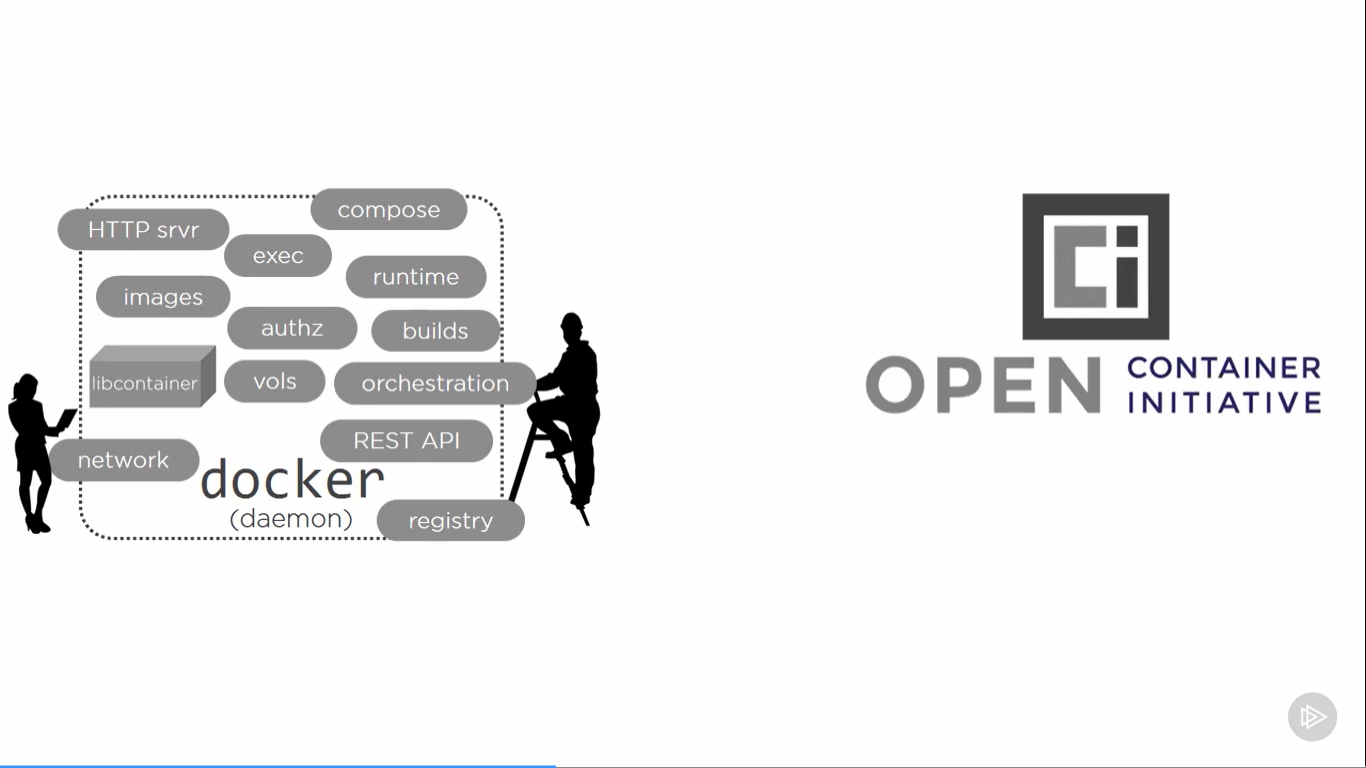 compose
HTTP srvr
exec
runtime
images
authz
builds
libcontainer
vols
orchestration
REST API
network
docker
(daemon)
registry
Ci
OPEN CONTAINER
INITIATIVE